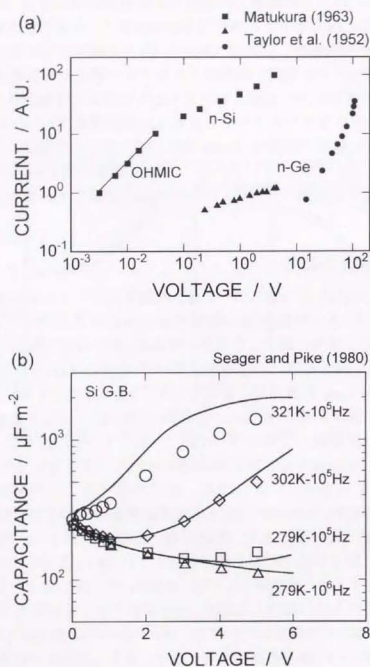 (a)
▲ Matukura (1963)
● Taylor et al. (1952)
CURRENT / A.U.
10²
10¹
10⁰
10⁻¹
n-Si
n-Ge
OHMIC
10⁻³ 10⁻² 10⁻¹ 10⁰ 10¹ 10²
VOLTAGE / V
(b)
Seager and Pike (1980)
Si G.B.
CAPACITANCE / µF m⁻²
10³
10²
321K-10⁵Hz
302K-10⁵Hz
279K-10⁵Hz
279K-10⁶Hz
0 2 4 6 8
VOLTAGE / V